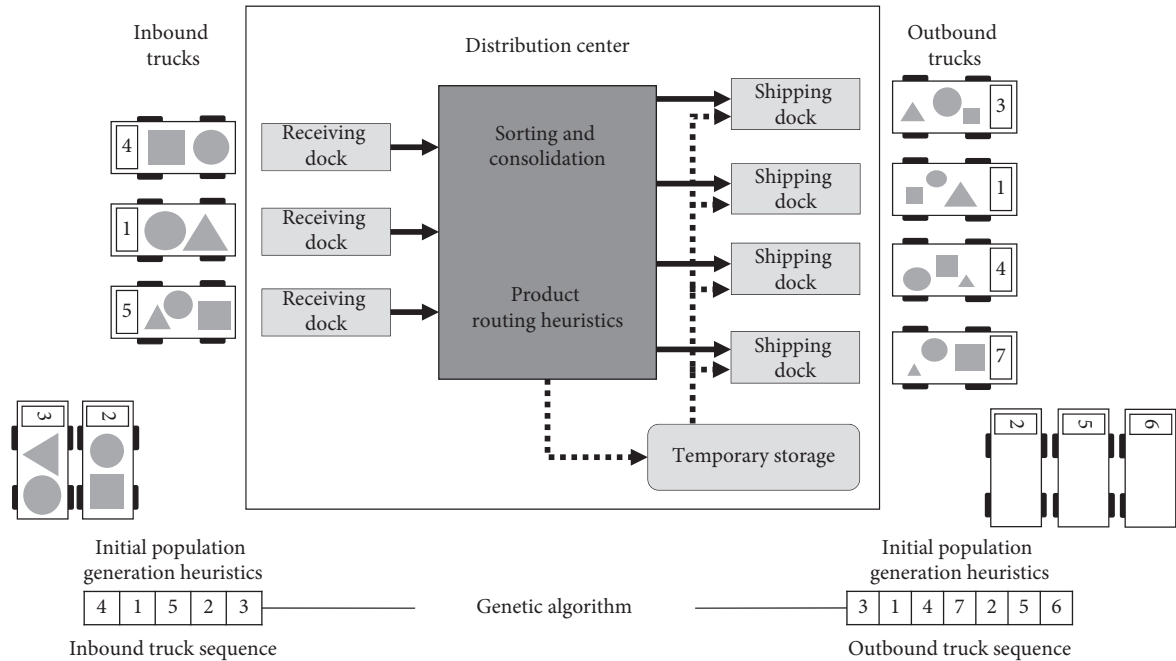 Inbound
trucks
Distribution center
Outbound
trucks
4
1
5
3
2
Receiving
dock
Receiving
dock
Receiving
dock
Sorting and
consolidation
Product
routing heuristics
Shipping
dock
Shipping
dock
Shipping
dock
Shipping
dock
Temporary storage
3
1
4
7
2
5
6
Initial population
generation heuristics
4 1 5 2 3
Inbound truck sequence
Genetic algorithm
Initial population
generation heuristics
3 1 4 7 2 5 6
Outbound truck sequence